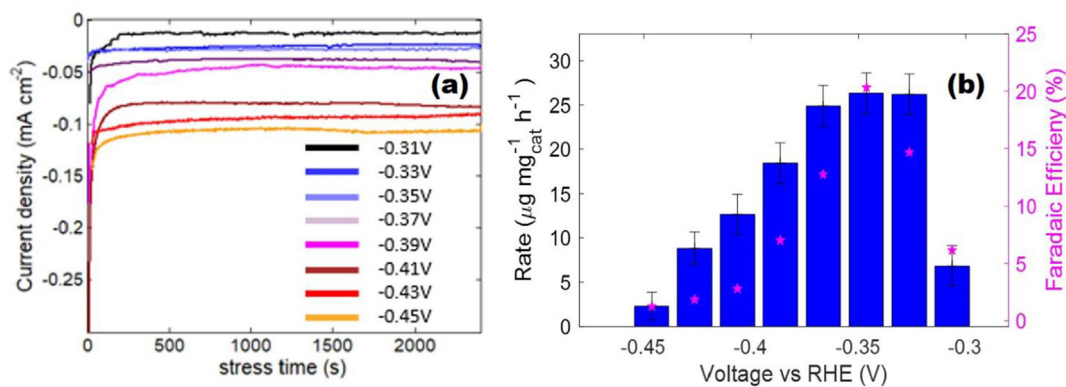 (a)
Current density (mA cm-2)
0
-0.05
-0.1
-0.15
-0.2
-0.25
-0.31V
-0.33V
-0.35V
-0.37V
-0.39V
-0.41V
-0.43V
-0.45V
0 500 1000 1500 2000
stress time (s)
(b)
Rate (μg mg-1cat h-1)
30
25
20
15
10
5
0
25
20
15
10
5
0
Faradaic Efficieny (%)
-0.45 -0.4 -0.35 -0.3
Voltage vs RHE (V)